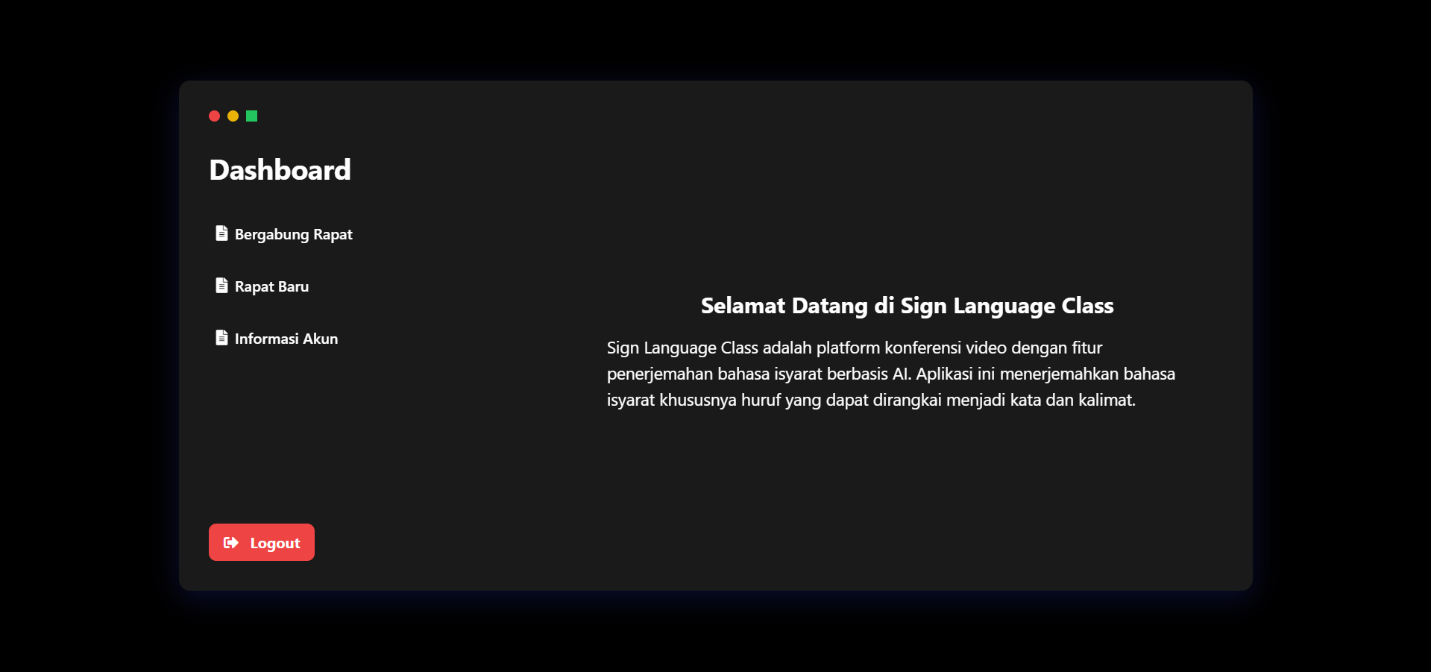 Dashboard
Bergabung Rapat
Rapat Baru
Informasi Akun
Logout
Selamat Datang di Sign Language Class
Sign Language Class adalah platform konferensi video dengan fitur
penerjemahan bahasa isyarat berbasis AI. Aplikasi ini menerjemahkan bahasa
isyarat khususnya huruf yang dapat dirangkai menjadi kata dan kalimat.